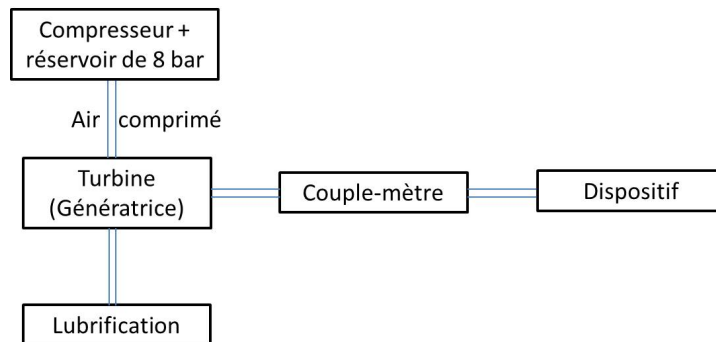 Compresseur +
réservoir de 8 bar
Air comprimé
Turbine
(Génératrice)
Couple-mètre
Dispositif
Lubrification